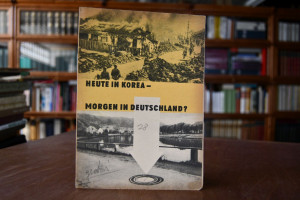 HEUTE IN KOREA –
MORGEN IN DEUTSCHLAND?